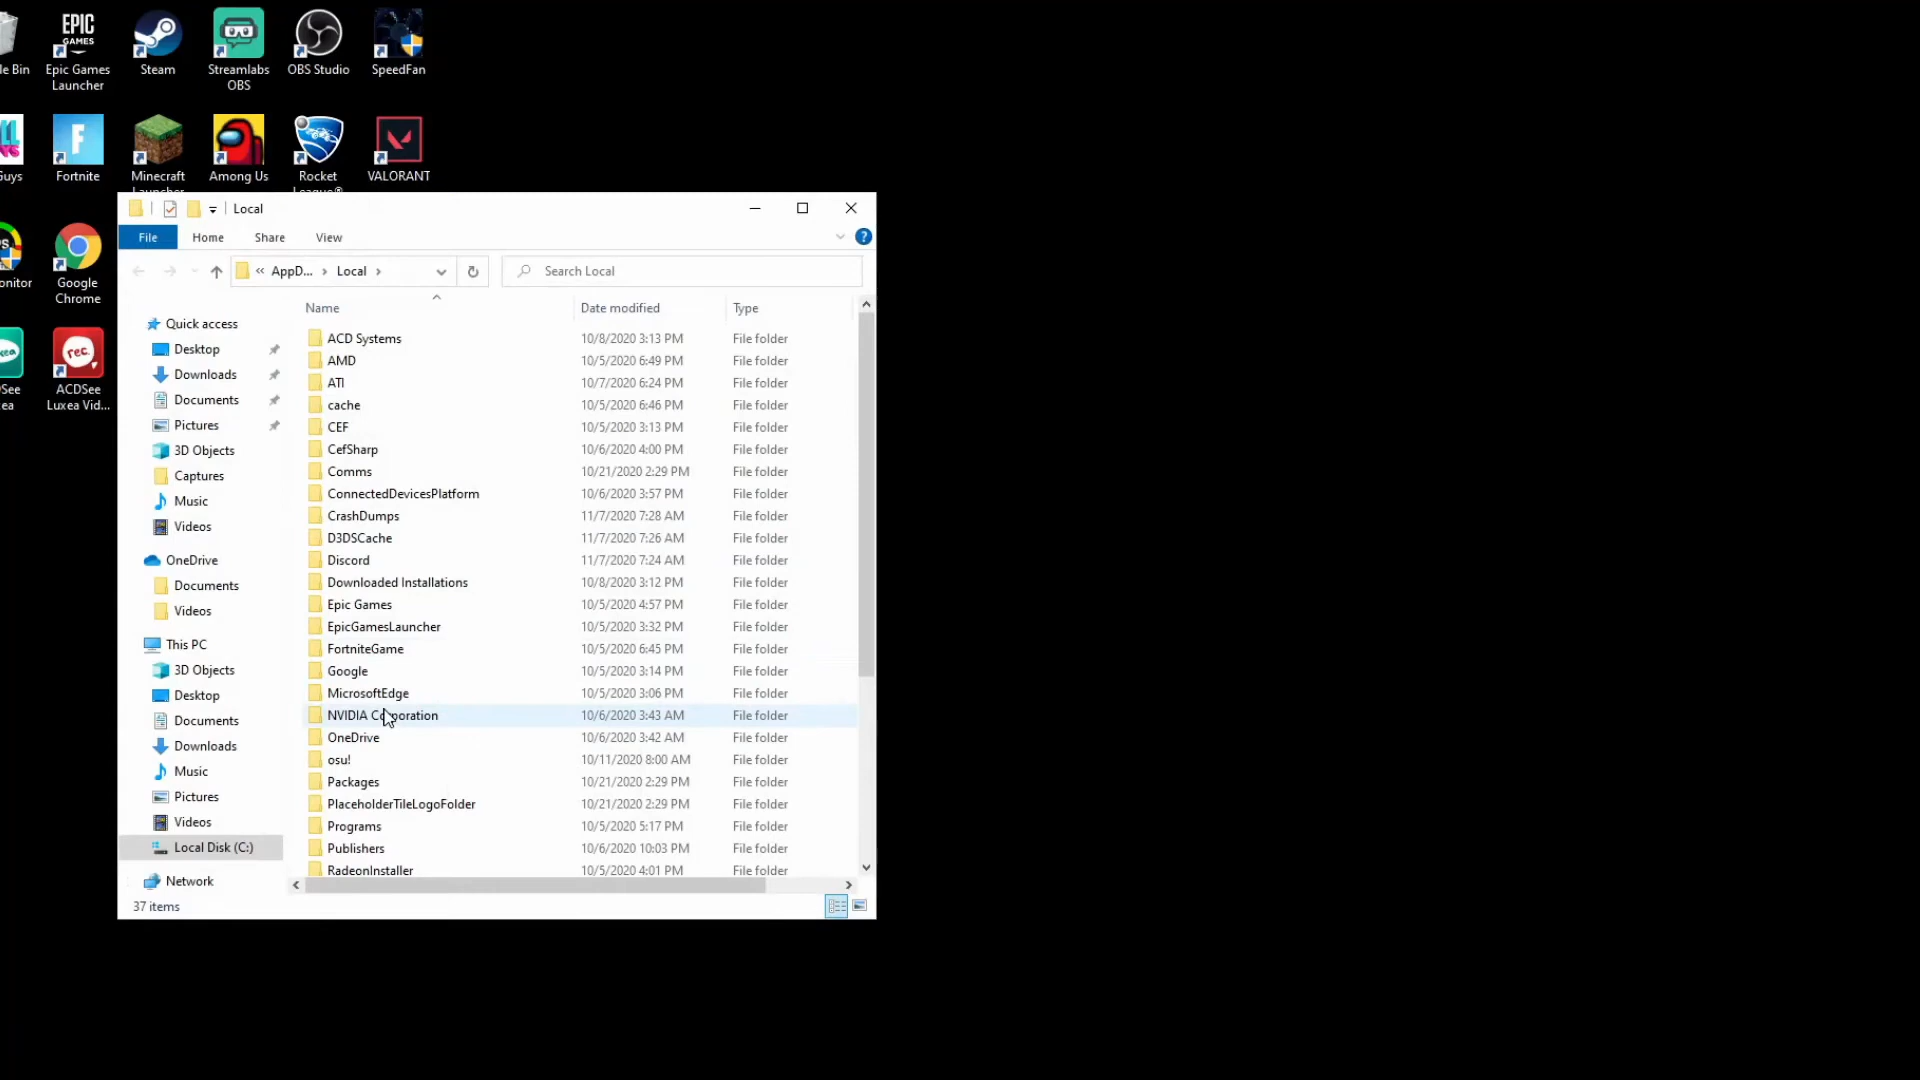 le Bin
EPIC
GAMES
Epic Games
Launcher
Steam
Streamlabs
OBS
OBS Studio
SpeedFan
Guys
F
Fortnite
Minecraft
Launcher
Among Us
Rocket
League®
VALORANT
onitor
Google
Chrome
DSee
ea
rec.
ACDSee
Luxea Vid...
Local
File
Home
Share
View
?
« AppD... › Local ›
Search Local
Name
Date modified
Type
Quick access
Desktop
Downloads
Documents
Pictures
3D Objects
Captures
Music
Videos
OneDrive
Documents
Videos
This PC
3D Objects
Desktop
Documents
Downloads
Music
Pictures
Videos
Local Disk (C:)
Network
ACD Systems 10/8/2020 3:13 PM File folder
AMD 10/5/2020 6:49 PM File folder
ATI 10/7/2020 6:24 PM File folder
cache 10/5/2020 6:46 PM File folder
CEF 10/5/2020 3:13 PM File folder
CefSharp 10/6/2020 4:00 PM File folder
Comms 10/21/2020 2:29 PM File folder
ConnectedDevicesPlatform 10/6/2020 3:57 PM File folder
CrashDumps 11/7/2020 7:28 AM File folder
D3DSCache 11/7/2020 7:26 AM File folder
Discord 11/7/2020 7:24 AM File folder
Downloaded Installations 10/8/2020 3:12 PM File folder
Epic Games 10/5/2020 4:57 PM File folder
EpicGamesLauncher 10/5/2020 3:32 PM File folder
FortniteGame 10/5/2020 6:45 PM File folder
Google 10/5/2020 3:14 PM File folder
MicrosoftEdge 10/5/2020 3:06 PM File folder
NVIDIA Corporation 10/6/2020 3:43 AM File folder
OneDrive 10/6/2020 3:42 AM File folder
osu! 10/11/2020 8:00 AM File folder
Packages 10/21/2020 2:29 PM File folder
PlaceholderTileLogoFolder 10/21/2020 2:29 PM File folder
Programs 10/5/2020 5:17 PM File folder
Publishers 10/6/2020 10:03 PM File folder
RadeonInstaller 10/5/2020 4:01 PM File folder
37 items